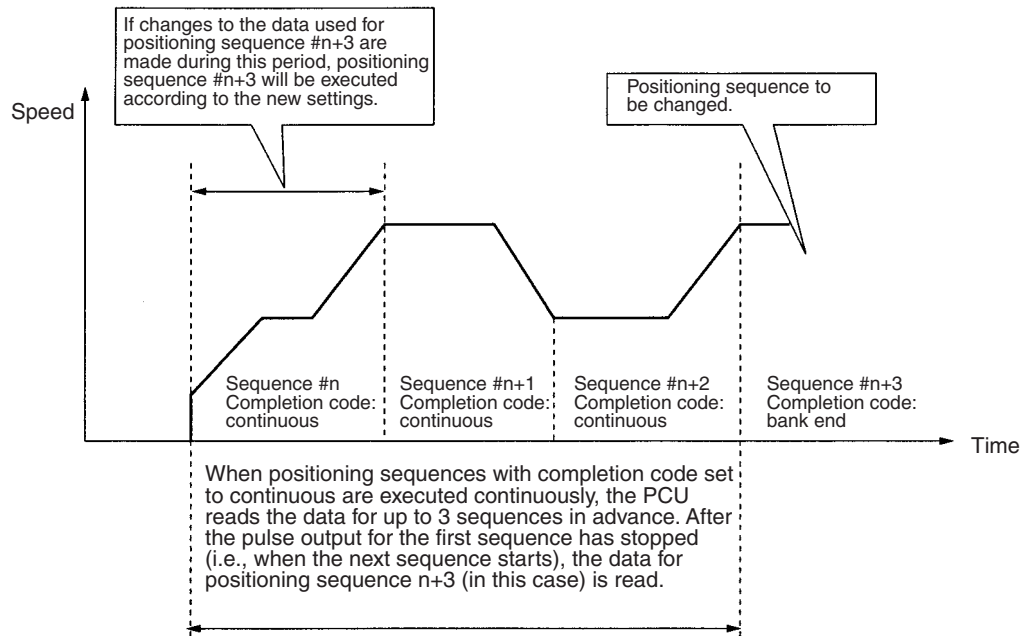 If changes to the data used for
positioning sequence #n+3 are
made during this period, positioning
sequence #n+3 will be executed
according to the new settings.
Positioning sequence to
be changed.
Speed
Sequence #n
Completion code:
continuous
Sequence #n+1
Completion code:
continuous
Sequence #n+2
Completion code:
continuous
Sequence #n+3
Completion code:
bank end
Time
When positioning sequences with completion code set
to continuous are executed continuously, the PCU
reads the data for up to 3 sequences in advance. After
the pulse output for the first sequence has stopped
(i.e., when the next sequence starts), the data for
positioning sequence n+3 (in this case) is read.